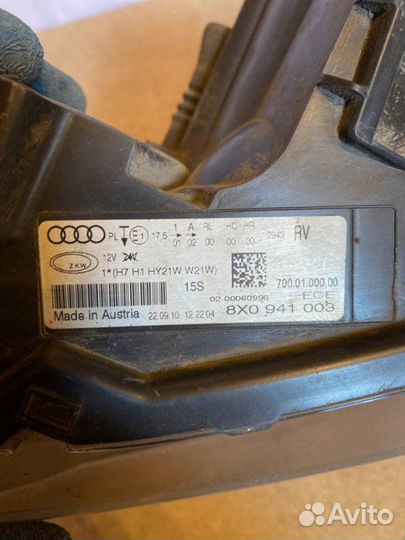 1 A RL HC HR
PL E1 17.5 2943 RV
01 02 00 00 00
ZKW 12V 24V
1*(H7 H1 HY21W W21W)
15S 700.01.000.00
02 00060996 ECE
Made in Austria 22.09.10 12:22:04 8X0 941 003
Avito